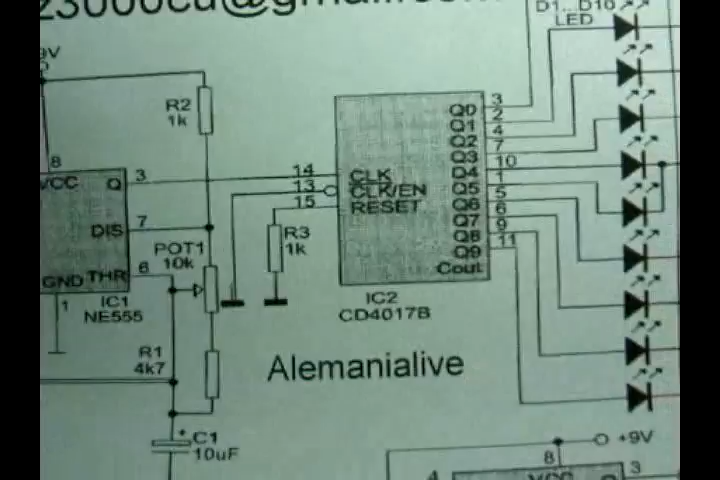 D1...D10
LED
9V
R2
1k
8
VCC
Q
3
DIS
7
POT1
10k
THR
6
GND
1
IC1
NE555
R1
4k7
+
C1
10uF
14
13
15
CLK
CLK/EN
RESET
R3
1k
Q0
Q1
Q2
Q3
Q4
Q5
Q6
Q7
Q8
Q9
Cout
3
2
4
7
10
1
5
6
9
11
IC2
CD4017B
Alemanialive
+9V
8
4
VCC
Q
3